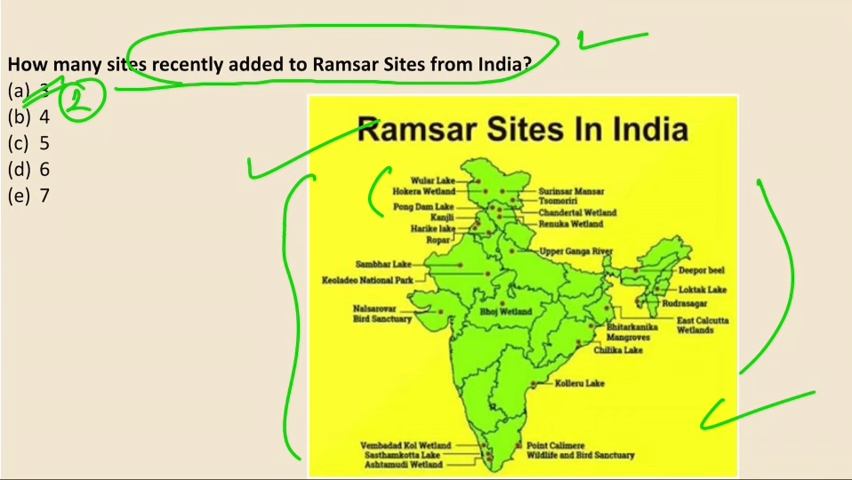 How many sites recently added to Ramsar Sites from India?
(a) 3
2
(b) 4
(c) 5
(d) 6
(e) 7
Ramsar Sites In India
Wular Lake
Hokera Wetland
Surinsar Mansar
Tsomoriri
Pong Dam Lake
Chandertal Wetland
Kanjli
Renuka Wetland
Harike lake
Ropar
Upper Ganga River
Sambhar Lake
Deepor beel
Keoladeo National Park
Loktak Lake
Rudrasagar
Nalsarovar
Bird Sanctuary
Bhoj Wetland
East Calcutta
Wetlands
Bhitarkanika
Mangroves
Chilika Lake
Kolleru Lake
Vembadad Kol Wetland
Sasthamkotta Lake
Ashtamudi Wetland
Point Calimere
Wildlife and Bird Sanctuary